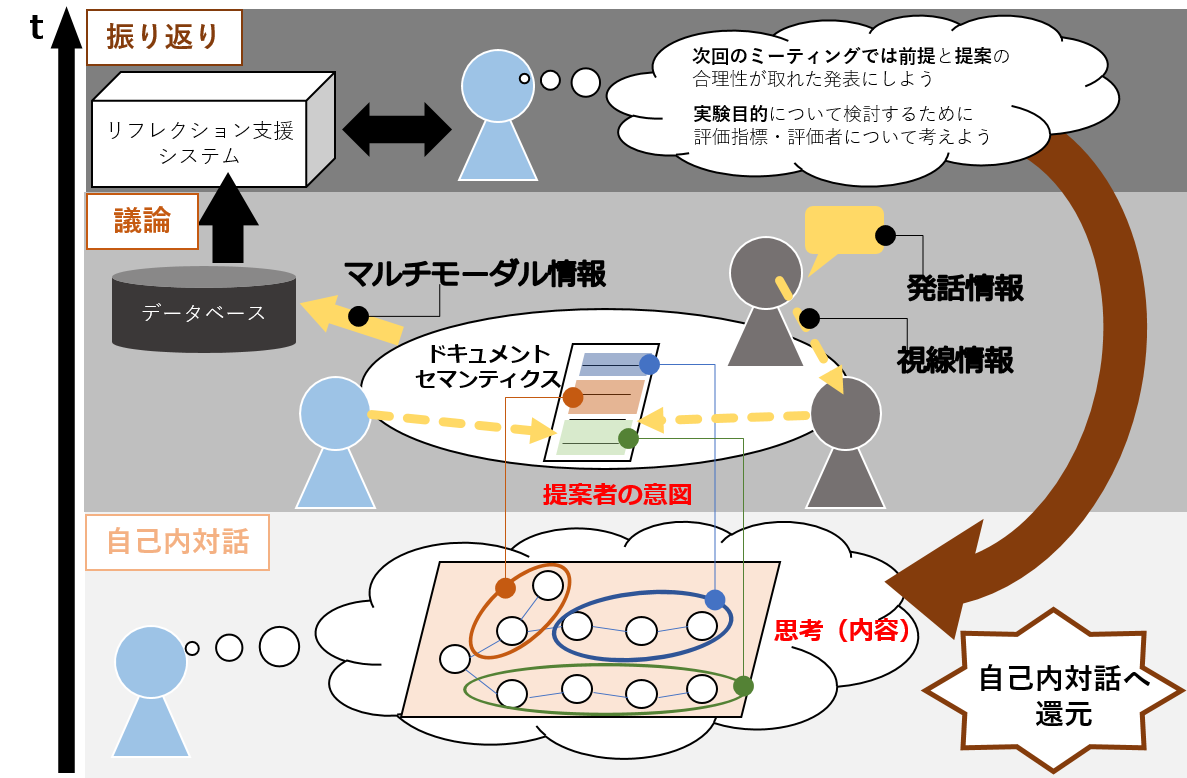 t
振り返り
次回のミーティングでは前提と提案の
合理性が取れた発表にしよう
実験目的について検討するために
評価指標・評価者について考えよう
リフレクション支援
システム
議論
マルチモーダル情報
発話情報
データベース
視線情報
ドキュメント
セマンティクス
提案者の意図
自己内対話
思考（内容）
自己内対話へ
還元